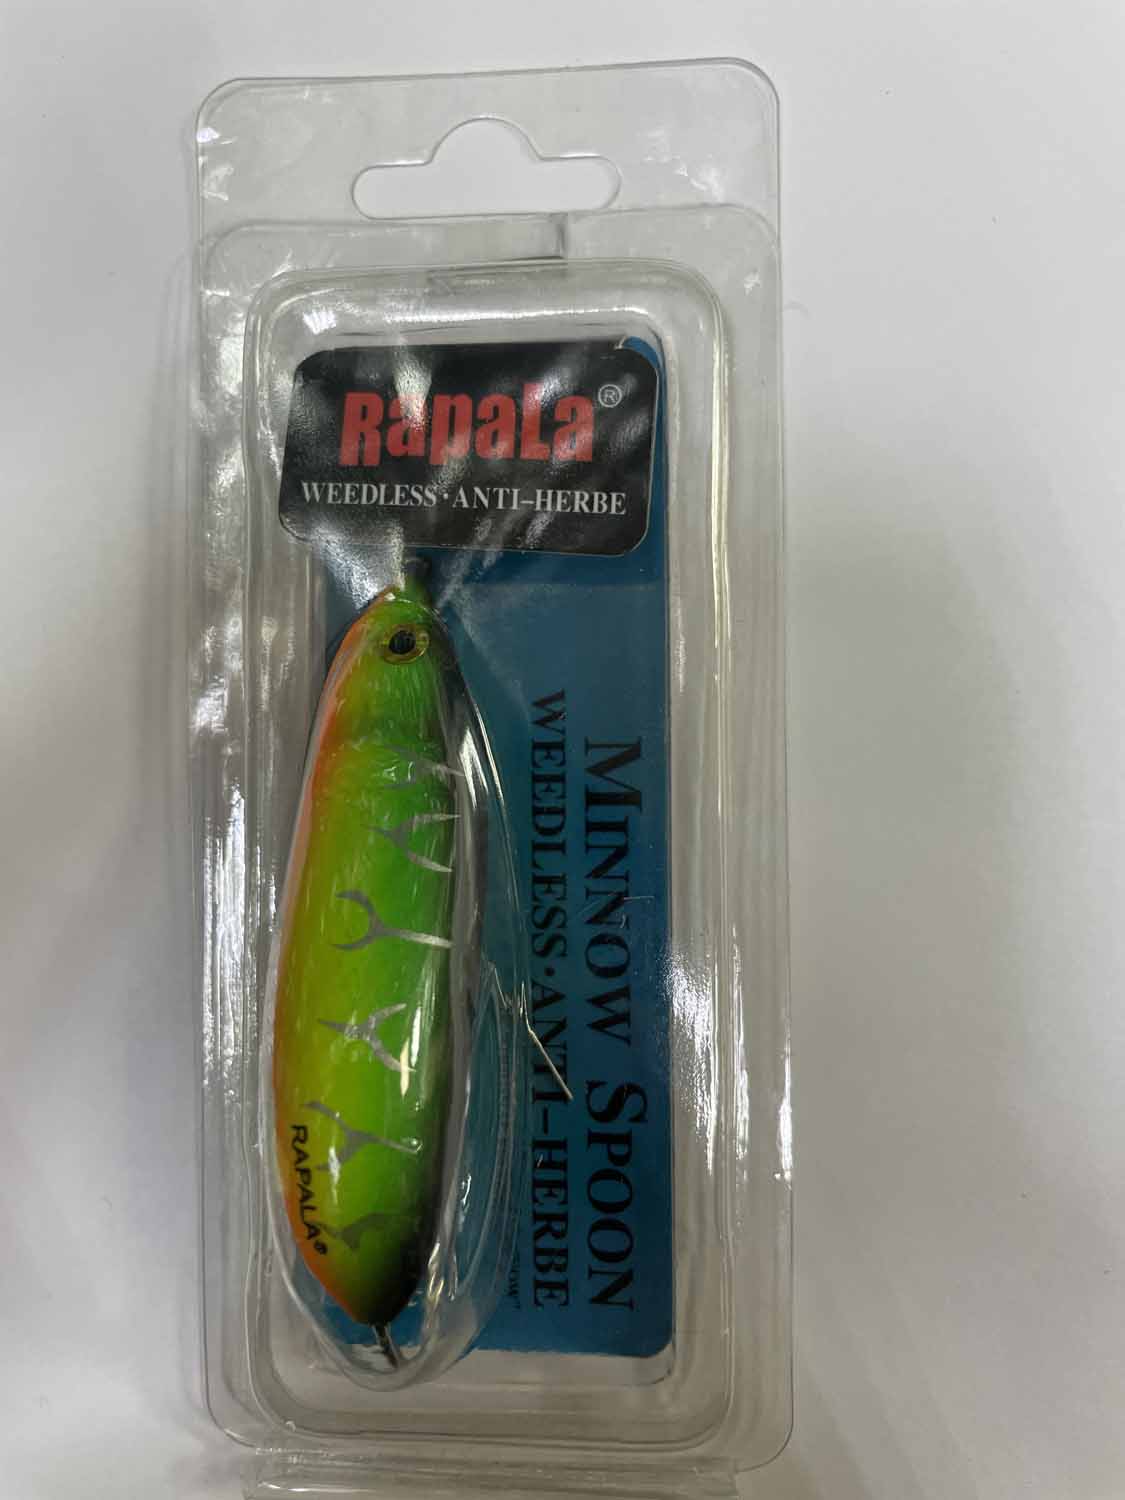 RapaLa®
WEEDLESS·ANTI-HERBE
MINNOW SPOON
WEEDLESS·ANTI-HERBE
RAPALA®